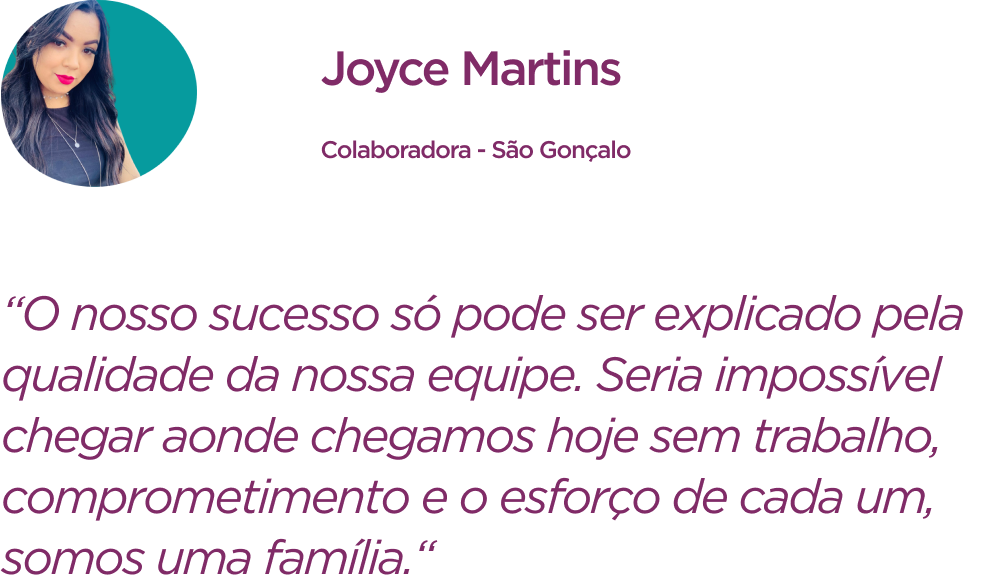 Joyce Martins
Colaboradora - São Gonçalo
“O nosso sucesso só pode ser explicado pela
qualidade da nossa equipe. Seria impossível
chegar aonde chegamos hoje sem trabalho,
comprometimento e o esforço de cada um,
somos uma família.“